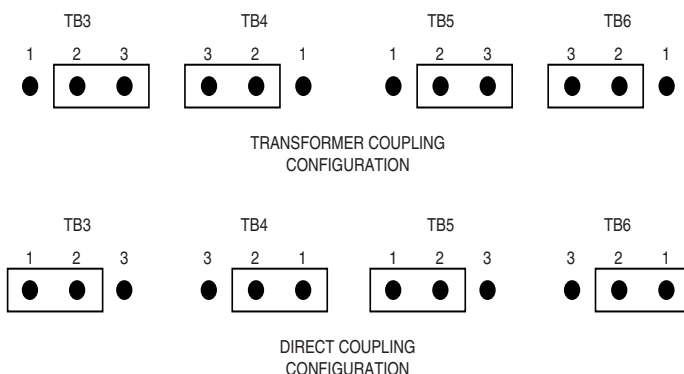 TB3 TB4 TB5 TB6
1 2 3 3 2 1 1 2 3 3 2 1
TRANSFORMER COUPLING
CONFIGURATION
TB3 TB4 TB5 TB6
1 2 3 3 2 1 1 2 3 3 2 1
DIRECT COUPLING
CONFIGURATION